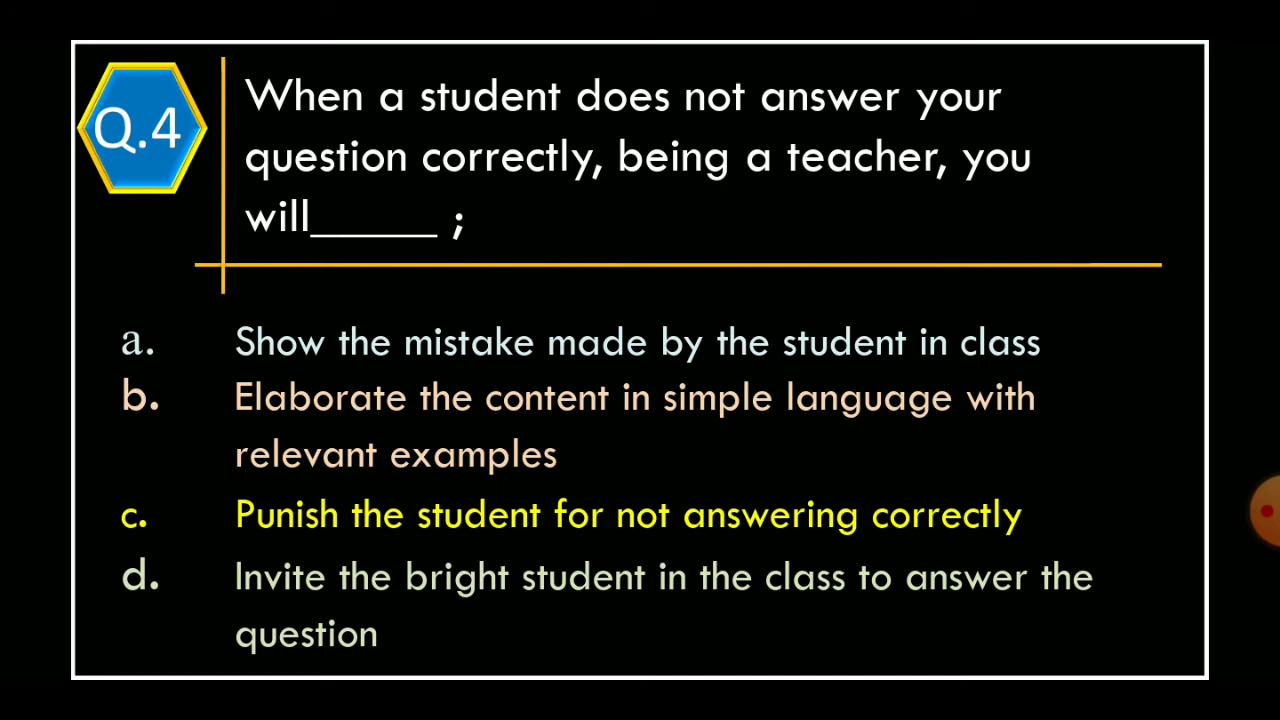 Q.4
When a student does not answer your
question correctly, being a teacher, you
will______ ;
a. Show the mistake made by the student in class
b. Elaborate the content in simple language with
relevant examples
c. Punish the student for not answering correctly
d. Invite the bright student in the class to answer the
question